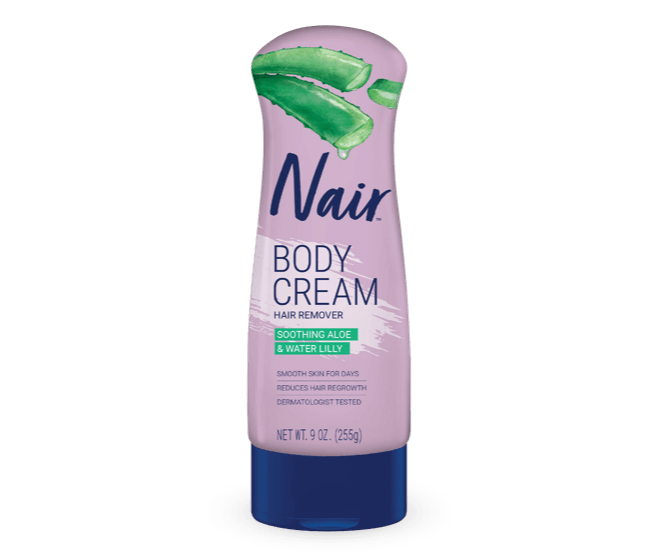 Nair™
BODY
CREAM
HAIR REMOVER
SOOTHING ALOE
& WATER LILLY
SMOOTH SKIN FOR DAYS
REDUCES HAIR REGROWTH
DERMATOLOGIST TESTED
NET WT. 9 OZ. (255g)